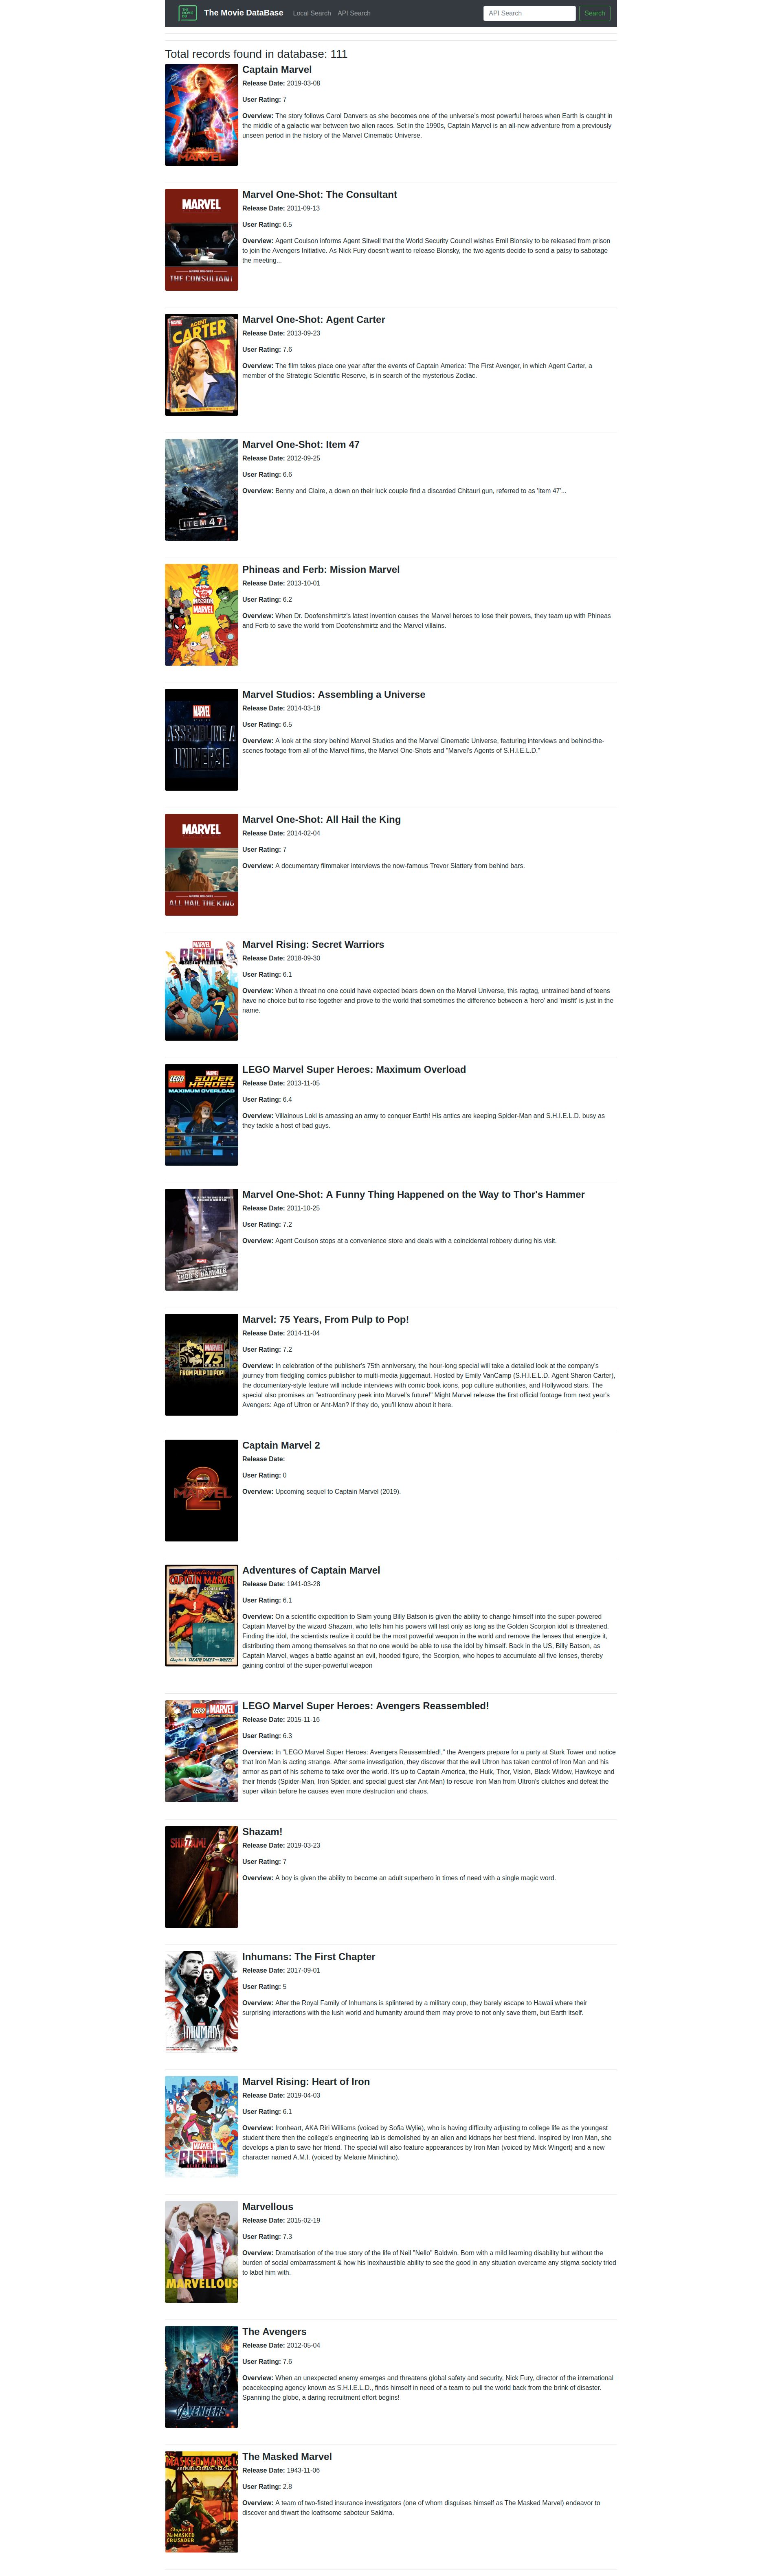 THE
MOVIE
DB
The Movie DataBase
Local Search
API Search
API Search
Search
Total records found in database: 111
Captain Marvel
Release Date: 2019-03-08
User Rating: 7
Overview: The story follows Carol Danvers as she becomes one of the universe's most powerful heroes when Earth is caught in
the middle of a galactic war between two alien races. Set in the 1990s, Captain Marvel is an all-new adventure from a previously
unseen period in the history of the Marvel Cinematic Universe.
MARVEL
THE CONSULTANT
Marvel One-Shot: The Consultant
Release Date: 2011-09-13
User Rating: 6.5
Overview: Agent Coulson informs Agent Sitwell that the World Security Council wishes Emil Blonsky to be released from prison
to join the Avengers Initiative. As Nick Fury doesn't want to release Blonsky, the two agents decide to send a patsy to sabotage
the meeting...
AGENT
CARTER
Marvel One-Shot: Agent Carter
Release Date: 2013-09-23
User Rating: 7.6
Overview: The film takes place one year after the events of Captain America: The First Avenger, in which Agent Carter, a
member of the Strategic Scientific Reserve, is in search of the mysterious Zodiac.
ITEM 47
Marvel One-Shot: Item 47
Release Date: 2012-09-25
User Rating: 6.6
Overview: Benny and Claire, a down on their luck couple find a discarded Chitauri gun, referred to as 'Item 47'...
MARVEL
Phineas and Ferb: Mission Marvel
Release Date: 2013-10-01
User Rating: 6.2
Overview: When Dr. Doofenshmirtz's latest invention causes the Marvel heroes to lose their powers, they team up with Phineas
and Ferb to save the world from Doofenshmirtz and the Marvel villains.
MARVEL
ASSEMBLING A
UNIVERSE
Marvel Studios: Assembling a Universe
Release Date: 2014-03-18
User Rating: 6.5
Overview: A look at the story behind Marvel Studios and the Marvel Cinematic Universe, featuring interviews and behind-the-
scenes footage from all of the Marvel films, the Marvel One-Shots and "Marvel's Agents of S.H.I.E.L.D."
MARVEL
ALL HAIL THE KING
Marvel One-Shot: All Hail the King
Release Date: 2014-02-04
User Rating: 7
Overview: A documentary filmmaker interviews the now-famous Trevor Slattery from behind bars.
MARVEL
RISING
Marvel Rising: Secret Warriors
Release Date: 2018-09-30
User Rating: 6.1
Overview: When a threat no one could have expected bears down on the Marvel Universe, this ragtag, untrained band of teens
have no choice but to rise together and prove to the world that sometimes the difference between a 'hero' and 'misfit' is just in the
name.
LEGO
SUPER
HEROES
MAXIMUM OVERLOAD
LEGO Marvel Super Heroes: Maximum Overload
Release Date: 2013-11-05
User Rating: 6.4
Overview: Villainous Loki is amassing an army to conquer Earth! His antics are keeping Spider-Man and S.H.I.E.L.D. busy as
they tackle a host of bad guys.
THOR'S HAMMER
Marvel One-Shot: A Funny Thing Happened on the Way to Thor's Hammer
Release Date: 2011-10-25
User Rating: 7.2
Overview: Agent Coulson stops at a convenience store and deals with a coincidental robbery during his visit.
MARVEL
75
YEARS
FROM PULP TO POP!
Marvel: 75 Years, From Pulp to Pop!
Release Date: 2014-11-04
User Rating: 7.2
Overview: In celebration of the publisher's 75th anniversary, the hour-long special will take a detailed look at the company's
journey from fledgling comics publisher to multi-media juggernaut. Hosted by Emily VanCamp (S.H.I.E.L.D. Agent Sharon Carter),
the documentary-style feature will include interviews with comic book icons, pop culture authorities, and Hollywood stars. The
special also promises an "extraordinary peek into Marvel's future!" Might Marvel release the first official footage from next year's
Avengers: Age of Ultron or Ant-Man? If they do, you'll know about it here.
MARVEL
2
Captain Marvel 2
Release Date:
User Rating: 0
Overview: Upcoming sequel to Captain Marvel (2019).
CAPTAIN MARVEL
Adventures of Captain Marvel
Release Date: 1941-03-28
User Rating: 6.1
Overview: On a scientific expedition to Siam young Billy Batson is given the ability to change himself into the super-powered
Captain Marvel by the wizard Shazam, who tells him his powers will last only as long as the Golden Scorpion idol is threatened.
Finding the idol, the scientists realize it could be the most powerful weapon in the world and remove the lenses that energize it,
distributing them among themselves so that no one would be able to use the idol by himself. Back in the US, Billy Batson, as
Captain Marvel, wages a battle against an evil, hooded figure, the Scorpion, who hopes to accumulate all five lenses, thereby
gaining control of the super-powerful weapon
LEGO
MARVEL
LEGO Marvel Super Heroes: Avengers Reassembled!
Release Date: 2015-11-16
User Rating: 6.3
Overview: In "LEGO Marvel Super Heroes: Avengers Reassembled!," the Avengers prepare for a party at Stark Tower and notice
that Iron Man is acting strange. After some investigation, they discover that the evil Ultron has taken control of Iron Man and his
armor as part of his scheme to take over the world. It's up to Captain America, the Hulk, Thor, Vision, Black Widow, Hawkeye and
their friends (Spider-Man, Iron Spider, and special guest star Ant-Man) to rescue Iron Man from Ultron's clutches and defeat the
super villain before he causes even more destruction and chaos.
SHAZAM!
Shazam!
Release Date: 2019-03-23
User Rating: 7
Overview: A boy is given the ability to become an adult superhero in times of need with a single magic word.
INHUMANS
Inhumans: The First Chapter
Release Date: 2017-09-01
User Rating: 5
Overview: After the Royal Family of Inhumans is splintered by a military coup, they barely escape to Hawaii where their
surprising interactions with the lush world and humanity around them may prove to not only save them, but Earth itself.
MARVEL
RISING
Marvel Rising: Heart of Iron
Release Date: 2019-04-03
User Rating: 6.1
Overview: Ironheart, AKA Riri Williams (voiced by Sofia Wylie), who is having difficulty adjusting to college life as the youngest
student there then the college's engineering lab is demolished by an alien and kidnaps her best friend. Inspired by Iron Man, she
develops a plan to save her friend. The special will also feature appearances by Iron Man (voiced by Mick Wingert) and a new
character named A.M.I. (voiced by Melanie Minichino).
MARVELLOUS
Marvellous
Release Date: 2015-02-19
User Rating: 7.3
Overview: Dramatisation of the true story of the life of Neil "Nello" Baldwin. Born with a mild learning disability but without the
burden of social embarrassment & how his inexhaustible ability to see the good in any situation overcame any stigma society tried
to label him with.
AVENGERS
The Avengers
Release Date: 2012-05-04
User Rating: 7.6
Overview: When an unexpected enemy emerges and threatens global safety and security, Nick Fury, director of the international
peacekeeping agency known as S.H.I.E.L.D., finds himself in need of a team to pull the world back from the brink of disaster.
Spanning the globe, a daring recruitment effort begins!
MASKED MARVEL
The Masked Marvel
Release Date: 1943-11-06
User Rating: 2.8
Overview: A team of two-fisted insurance investigators (one of whom disguises himself as The Masked Marvel) endeavor to
discover and thwart the loathsome saboteur Sakima.